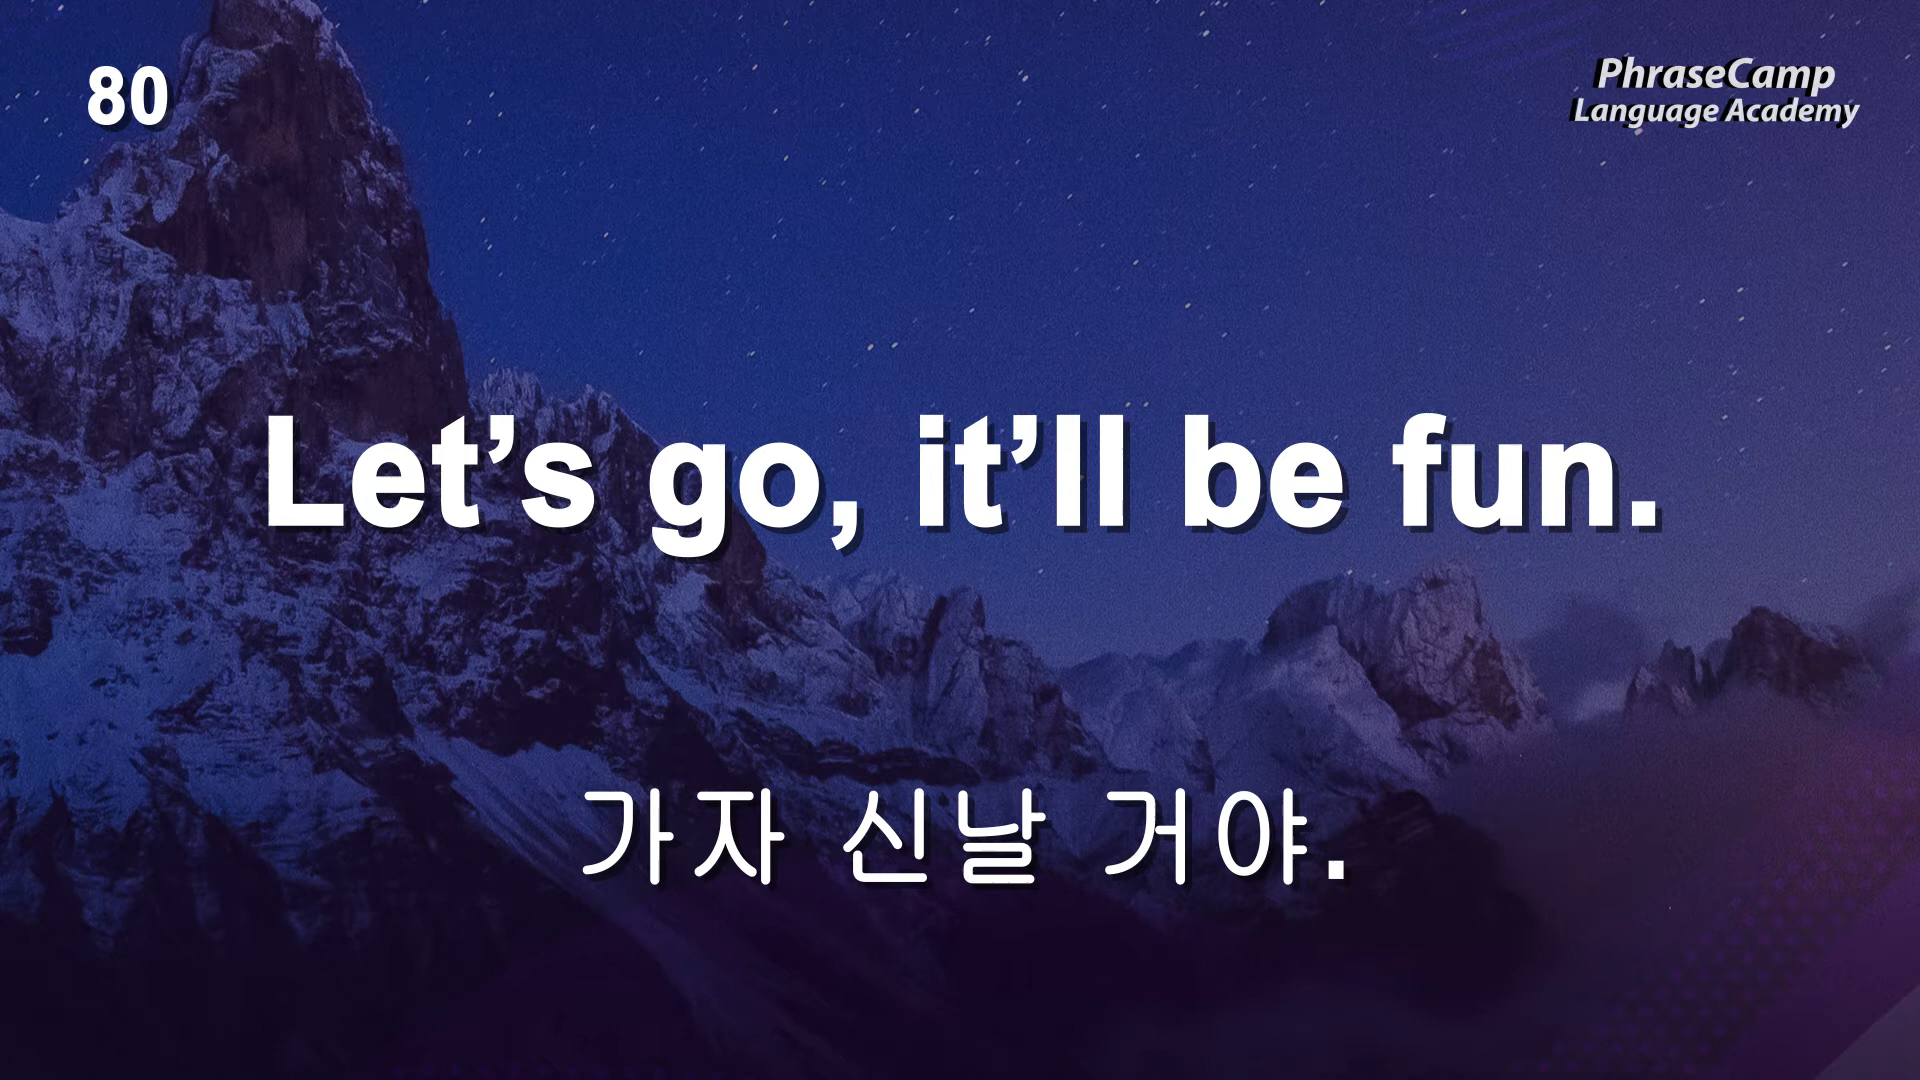 80
PhraseCamp
Language Academy
Let’s go, it’ll be fun.
가자 신날 거야.